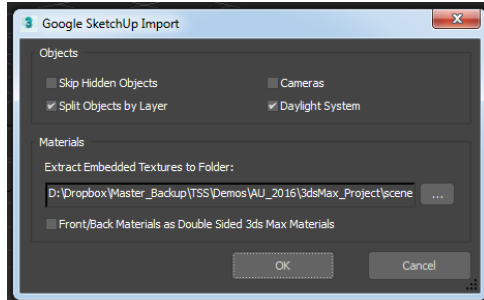 3 Google SketchUp Import
Objects
Skip Hidden Objects
Cameras
Split Objects by Layer
Daylight System
Materials
Extract Embedded Textures to Folder:
D:\Dropbox\Master_Backup\TSS\Demos\AU_2016\3dsMax_Project\scene
...
Front/Back Materials as Double Sided 3ds Max Materials
OK
Cancel